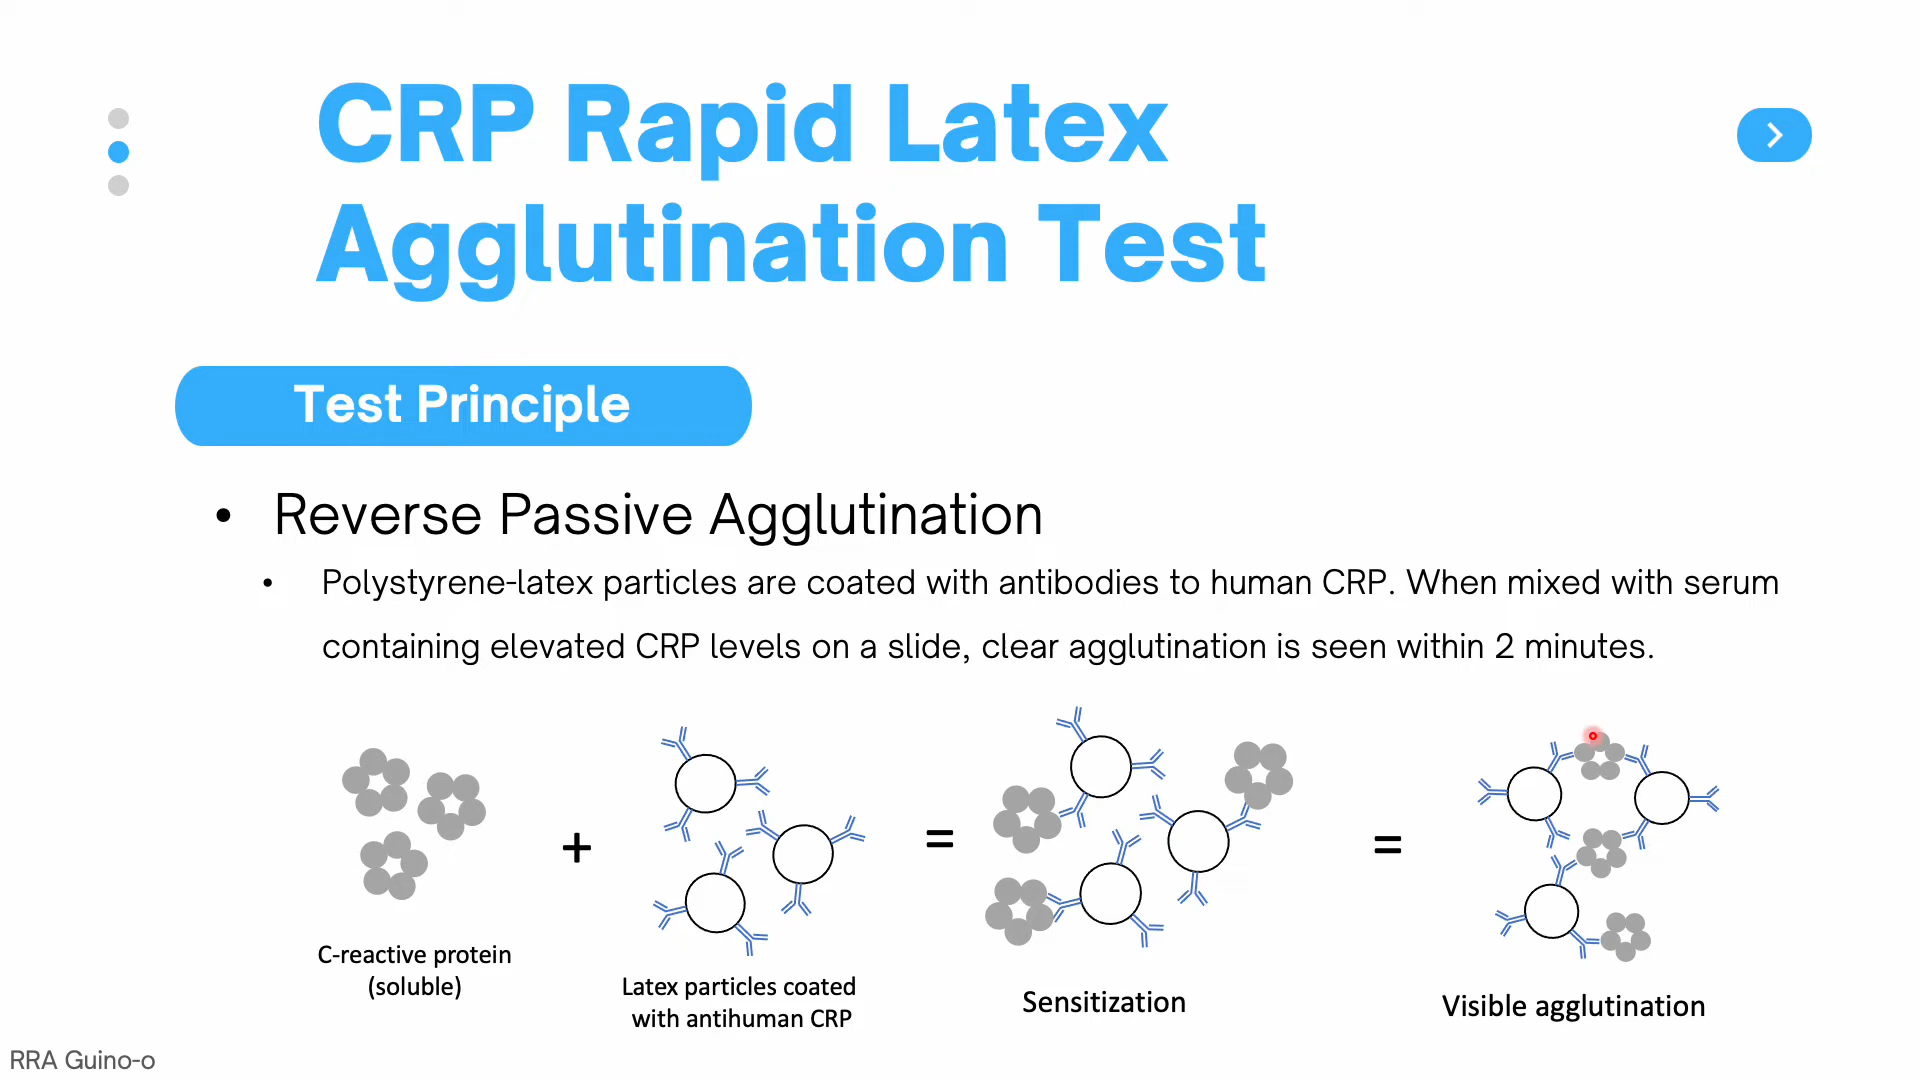 CRP Rapid Latex
Agglutination Test
Test Principle
• Reverse Passive Agglutination
• Polystyrene-latex particles are coated with antibodies to human CRP. When mixed with serum
containing elevated CRP levels on a slide, clear agglutination is seen within 2 minutes.
+
=
=
C-reactive protein
(soluble)
Latex particles coated
with antihuman CRP
Sensitization
Visible agglutination
RRA Guino-o